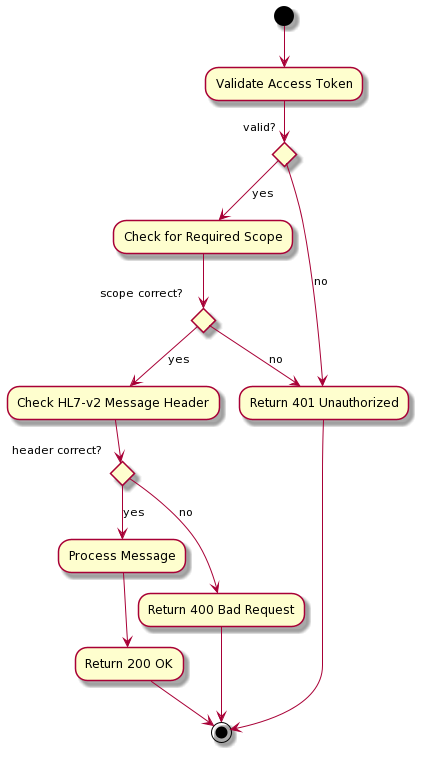 Validate Access Token
valid?
yes
Check for Required Scope
no
scope correct?
yes
no
Check HL7-v2 Message Header
Return 401 Unauthorized
header correct?
yes
no
Process Message
Return 400 Bad Request
Return 200 OK